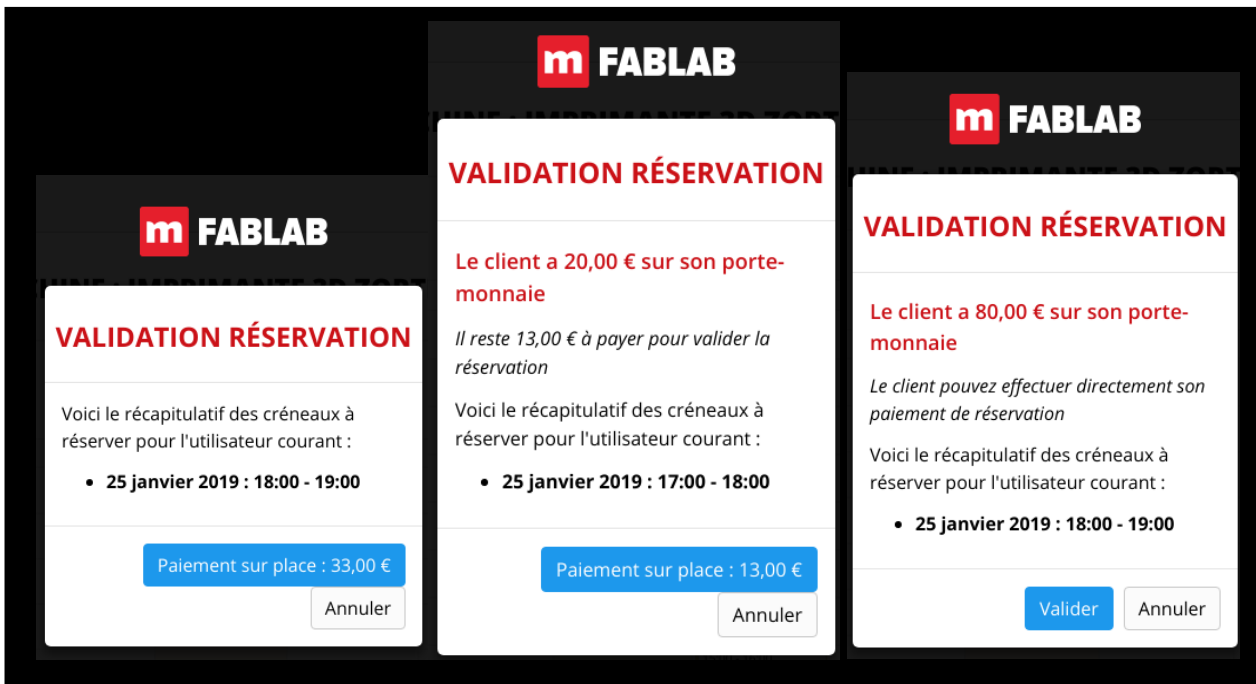 m FABLAB
VALIDATION RÉSERVATION
Voici le récapitulatif des créneaux à
réserver pour l'utilisateur courant :
• 25 janvier 2019 : 18:00 - 19:00
Paiement sur place : 33,00 €
Annuler
m FABLAB
: IMPRIMANTE 3D
VALIDATION RÉSERVATION
Le client a 20,00 € sur son porte-
monnaie
Il reste 13,00 € à payer pour valider la
réservation
Voici le récapitulatif des créneaux à
réserver pour l'utilisateur courant :
• 25 janvier 2019 : 17:00 - 18:00
Paiement sur place : 13,00 €
Annuler
m FABLAB
VALIDATION RÉSERVATION
Le client a 80,00 € sur son porte-
monnaie
Le client pouvez effectuer directement son
paiement de réservation
Voici le récapitulatif des créneaux à
réserver pour l'utilisateur courant :
• 25 janvier 2019 : 18:00 - 19:00
Valider
Annuler